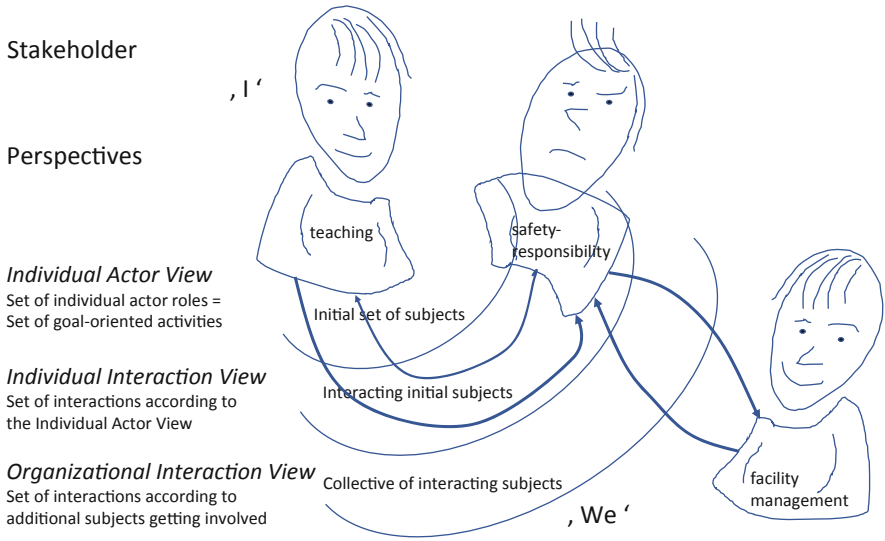 Stakeholder
‚ I ‘
Perspectives
teaching
safety-
responsibility
Individual Actor View
Set of individual actor roles =
Set of goal-oriented activities
Initial set of subjects
Individual Interaction View
Set of interactions according to
the Individual Actor View
Interacting initial subjects
Organizational Interaction View
Set of interactions according to
additional subjects getting involved
Collective of interacting subjects
‚ We ‘
facility
management